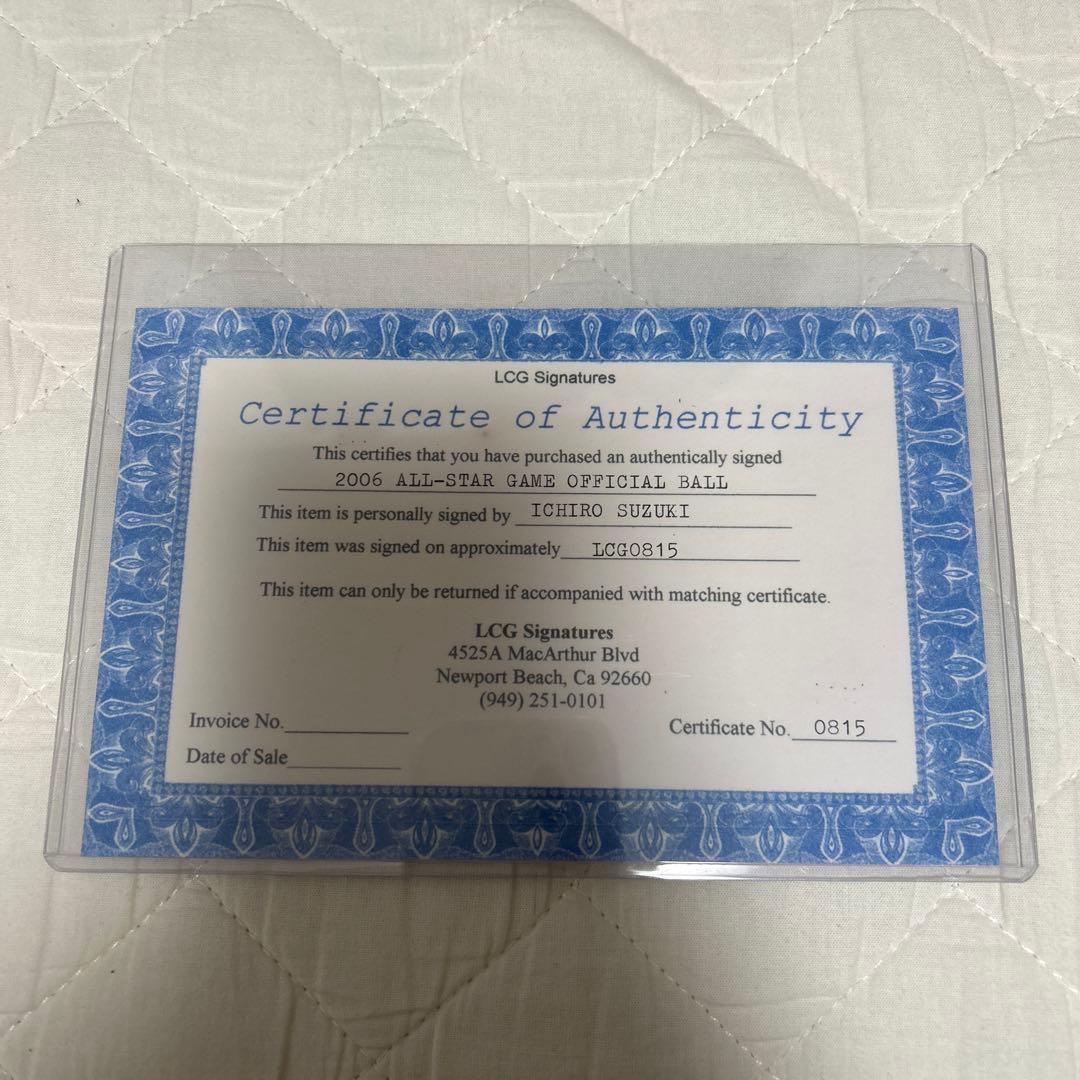 LCG Signatures
Certificate of Authenticity
This certifies that you have purchased an authentically signed
2006 ALL-STAR GAME OFFICIAL BALL
This item is personally signed by ICHIRO SUZUKI
This item was signed on approximately LCG0815
This item can only be returned if accompanied with matching certificate.
LCG Signatures
4525A MacArthur Blvd
Newport Beach, Ca 92660
(949) 251-0101
Invoice No.
Certificate No. 0815
Date of Sale